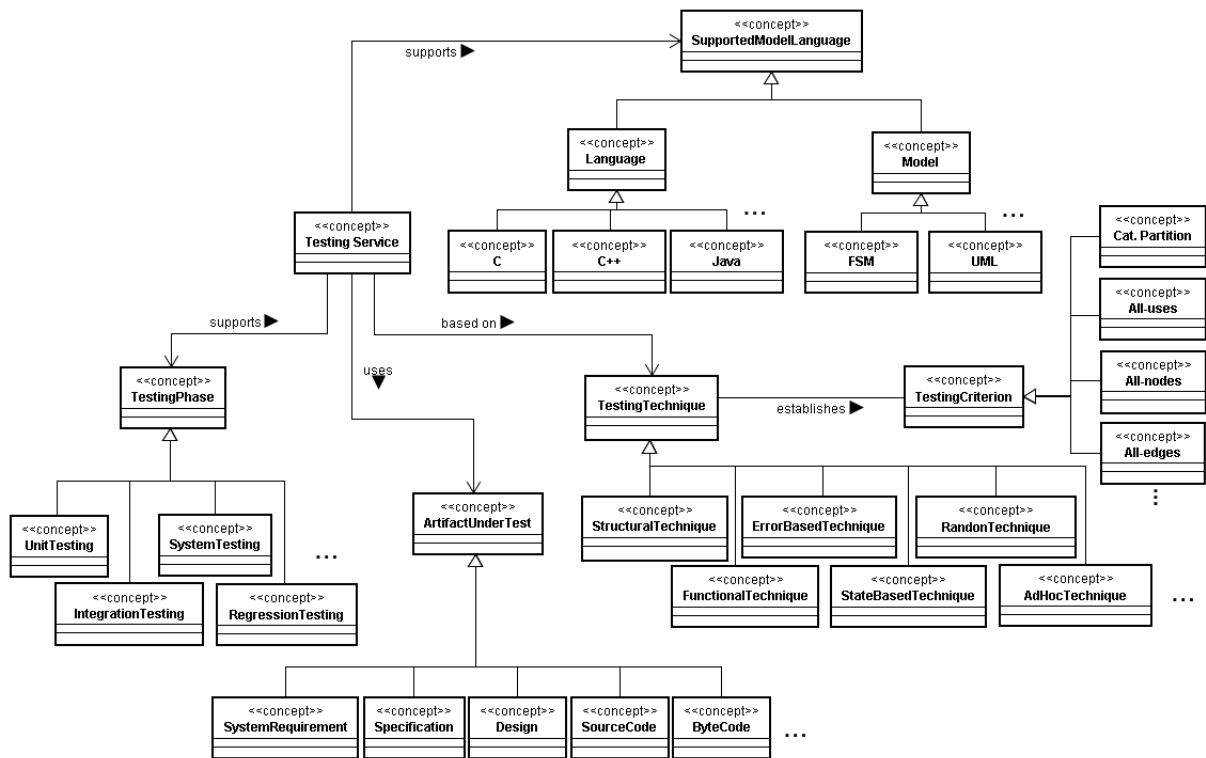 <<concept>>
SupportedModelLanguage
supports ►
<<concept>>
Language
<<concept>>
Model
...
...
<<concept>>
Testing Service
<<concept>>
C
<<concept>>
C++
<<concept>>
Java
<<concept>>
FSM
<<concept>>
UML
<<concept>>
Cat. Partition
<<concept>>
All-uses
<<concept>>
All-nodes
<<concept>>
All-edges
...
supports ►
based on ►
uses
▼
<<concept>>
TestingPhase
<<concept>>
TestingTechnique
establishes ►
<<concept>>
TestingCriterion
<<concept>>
UnitTesting
<<concept>>
SystemTesting
...
<<concept>>
IntegrationTesting
<<concept>>
RegressionTesting
<<concept>>
ArtifactUnderTest
<<concept>>
StructuralTechnique
<<concept>>
ErrorBasedTechnique
<<concept>>
RandonTechnique
<<concept>>
FunctionalTechnique
<<concept>>
StateBasedTechnique
<<concept>>
AdHocTechnique
...
<<concept>>
SystemRequirement
<<concept>>
Specification
<<concept>>
Design
<<concept>>
SourceCode
<<concept>>
ByteCode
...